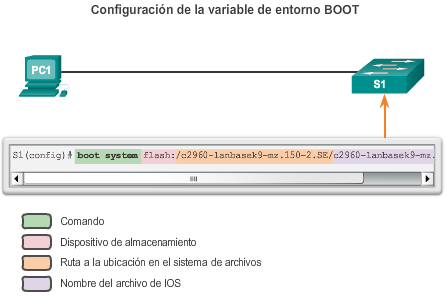 Configuración de la variable de entorno BOOT
PC1
S1
S1(config)# boot system flash:/c2960-lanbasek9-mz.150-2.SE/c2960-lanbasek9-mz.
Comando
Dispositivo de almacenamiento
Ruta a la ubicación en el sistema de archivos
Nombre del archivo de IOS